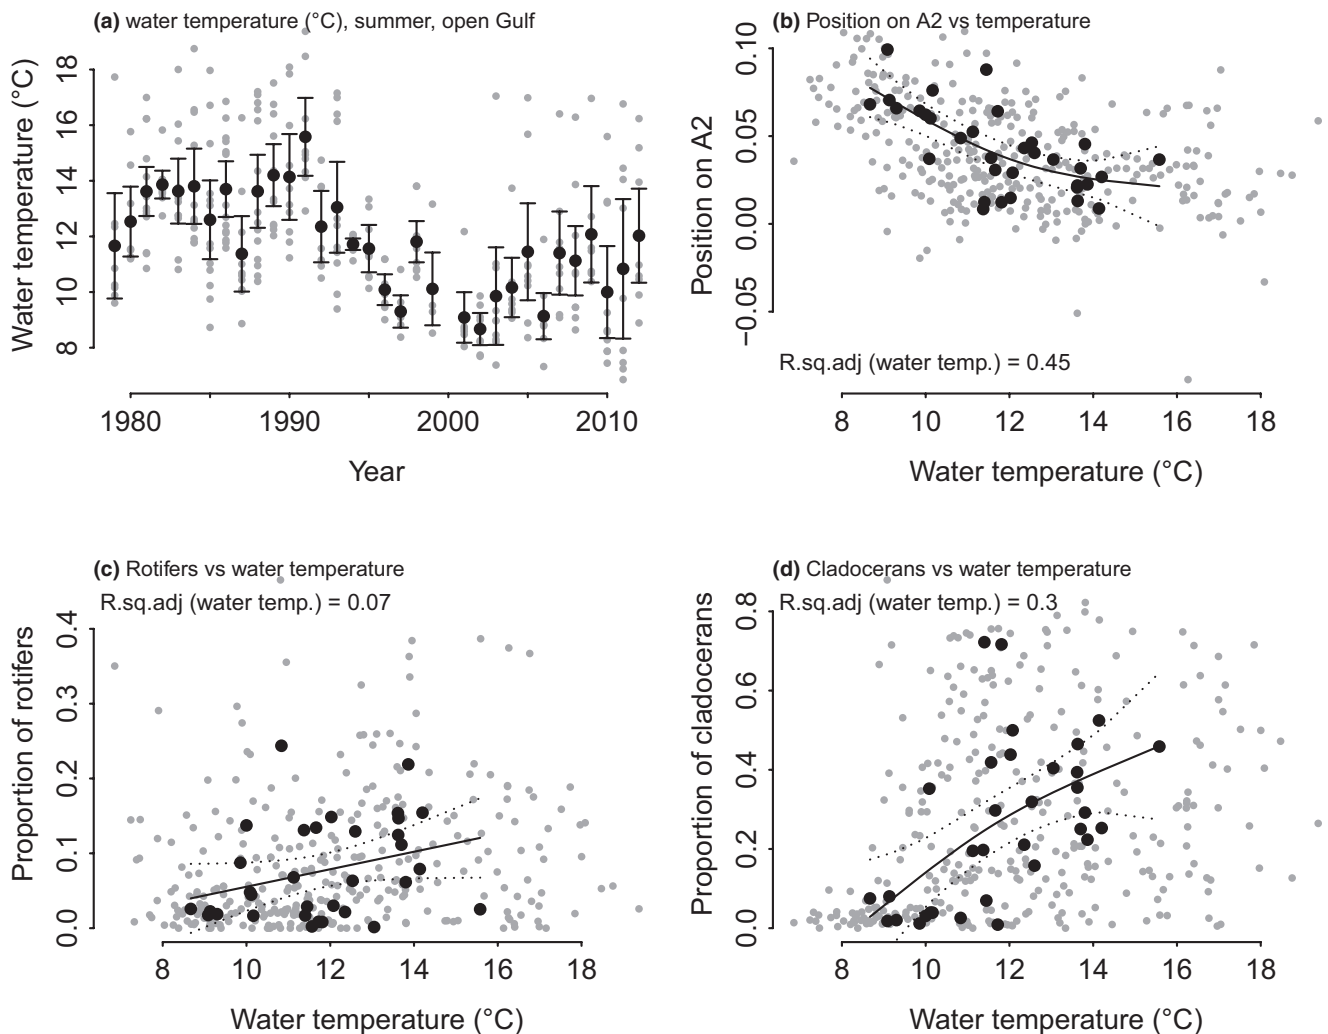 (a) water temperature (°C), summer, open Gulf
Water temperature (°C)
18
16
14
12
10
8
1980 1990 2000 2010
Year
(b) Position on A2 vs temperature
Position on A2
0.10
0.05
0.00
−0.05
R.sq.adj (water temp.) = 0.45
8 10 12 14 16 18
Water temperature (°C)
(c) Rotifers vs water temperature
R.sq.adj (water temp.) = 0.07
Proportion of rotifers
0.4
0.3
0.2
0.1
0.0
8 10 12 14 16 18
Water temperature (°C)
(d) Cladocerans vs water temperature
R.sq.adj (water temp.) = 0.3
Proportion of cladocerans
0.8
0.6
0.4
0.2
0.0
8 10 12 14 16 18
Water temperature (°C)